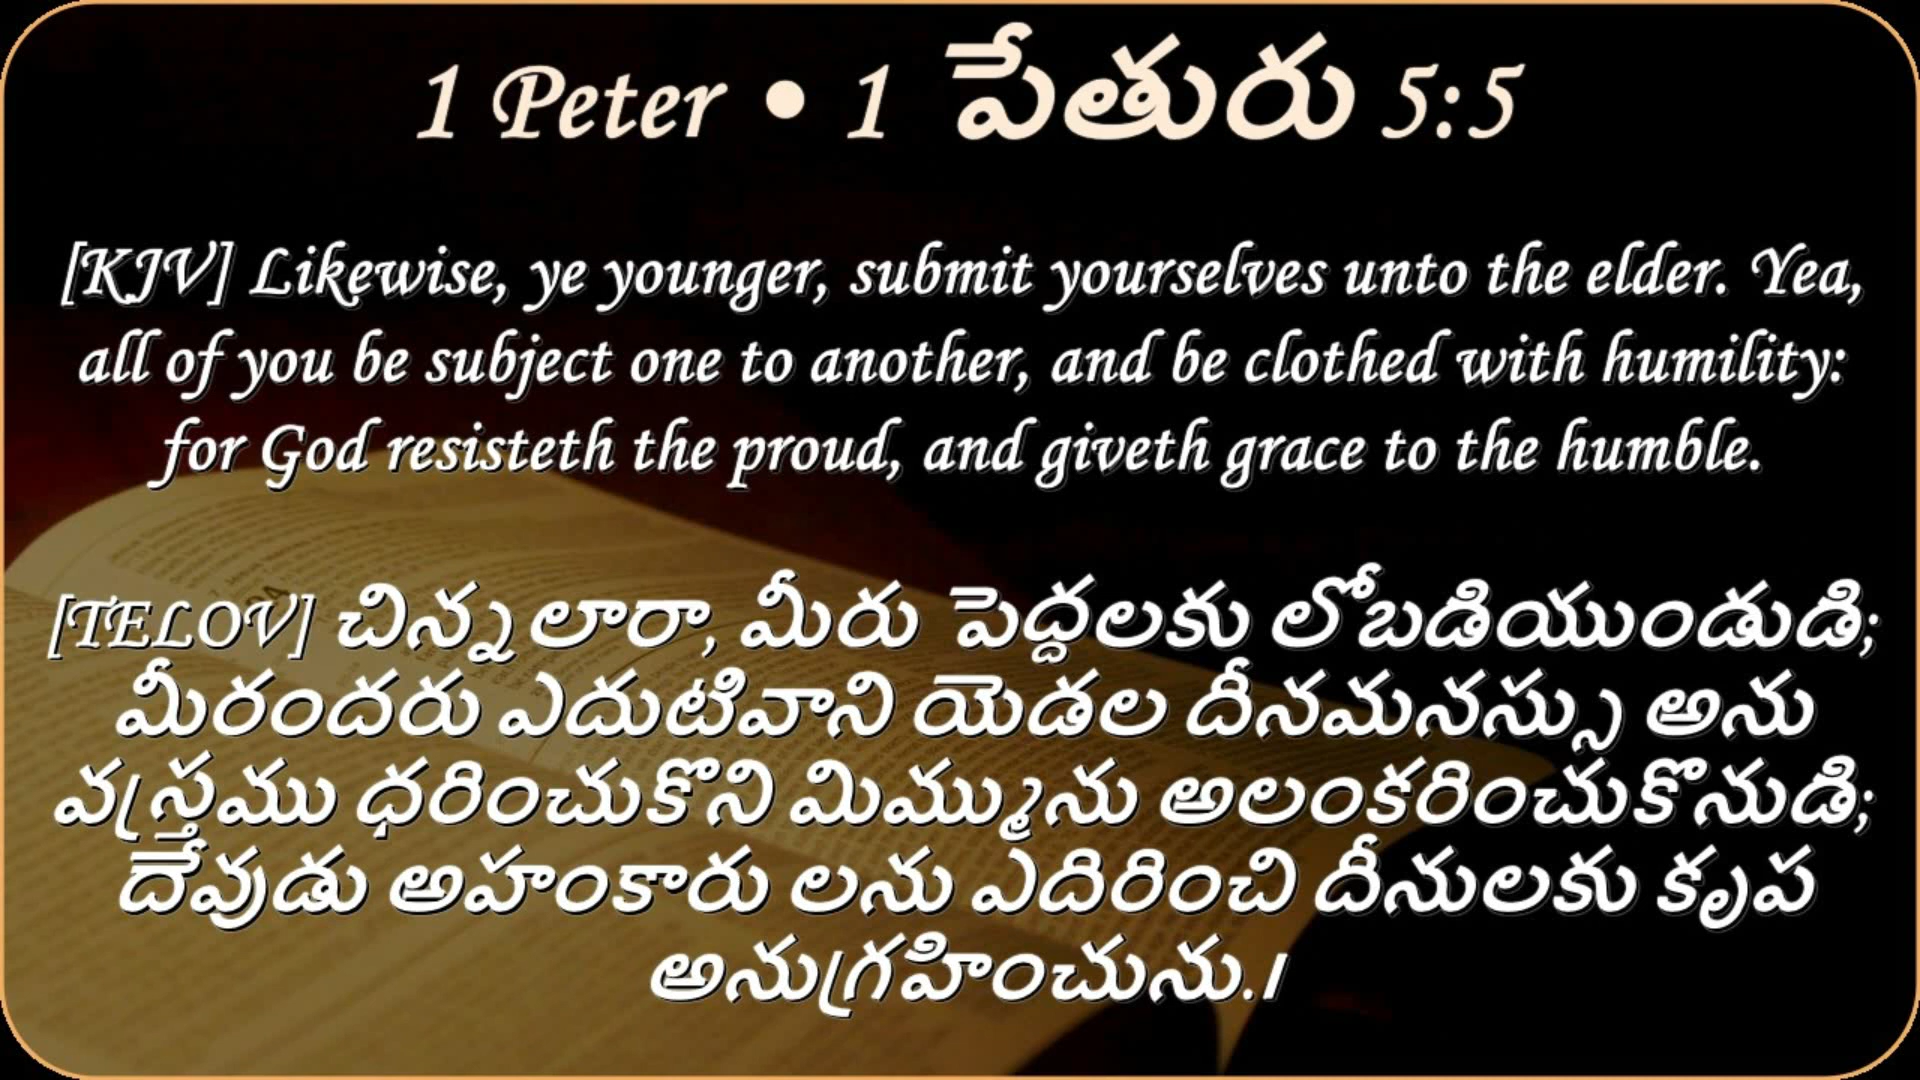 1 Peter • 1 పేతురు 5:5
[KJV] Likewise, ye younger, submit yourselves unto the elder. Yea,
all of you be subject one to another, and be clothed with humility:
for God resisteth the proud, and giveth grace to the humble.
[TELOV] చిన్నలారా, మీరు పెద్దలకు లోబడియుండుడి;
మీరందరు ఎదుటివాని యెడల దీనమనస్సు అను
వస్త్రము ధరించుకొని మిమ్మును అలంకరించుకొనుడి;
దేవుడు అహంకారు లను ఎదిరించి దీనులకు కృప
అనుగ్రహించును.।